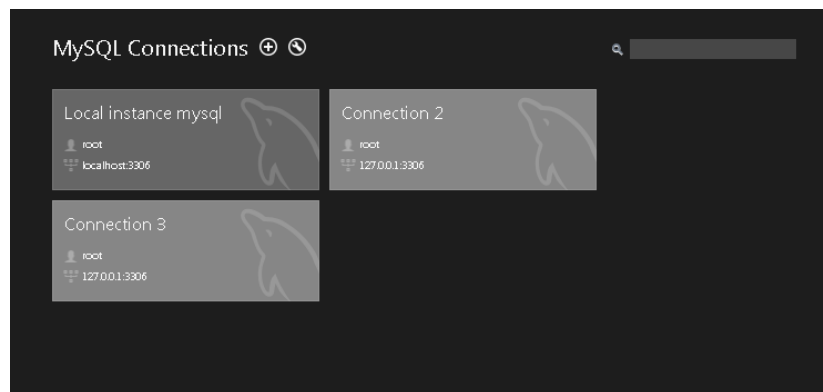 MySQL Connections
Local instance mysql
root
localhost:3306
Connection 2
root
127.0.0.1:3306
Connection 3
root
127.0.0.1:3306